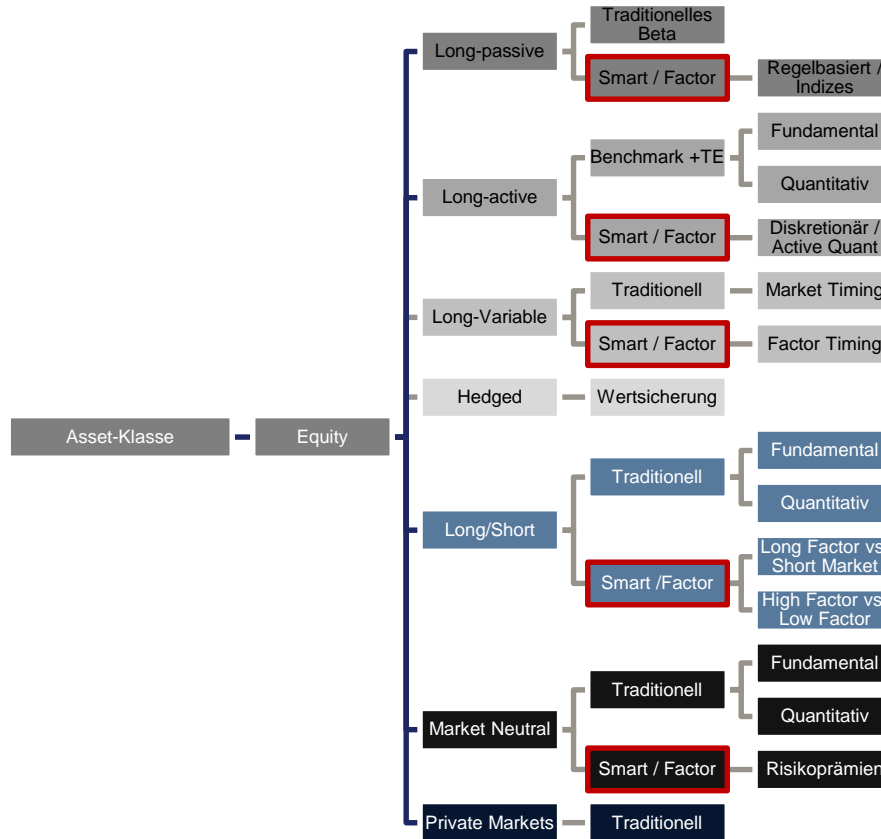 Traditionelles
Beta
Long-passive
Smart / Factor
Regelbasiert /
Indizes
Fundamental
Benchmark +TE
Quantitativ
Long-active
Smart / Factor
Diskretionär /
Active Quant
Traditionell
Market Timing
Long-Variable
Smart / Factor
Factor Timing
Hedged
Wertsicherung
Asset-Klasse
Equity
Fundamental
Traditionell
Quantitativ
Long/Short
Long Factor vs
Short Market
Smart /Factor
High Factor vs
Low Factor
Fundamental
Traditionell
Quantitativ
Market Neutral
Smart / Factor
Risikoprämien
Private Markets
Traditionell